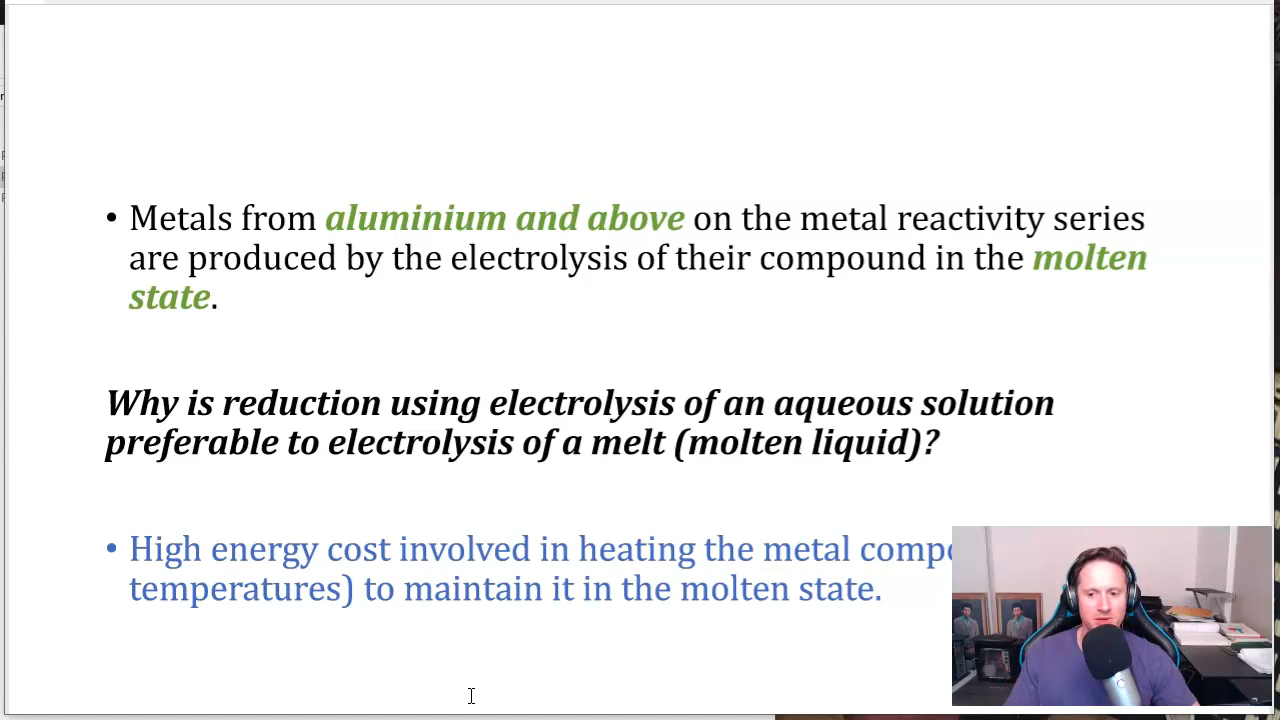 • Metals from aluminium and above on the metal reactivity series
are produced by the electrolysis of their compound in the molten
state.
Why is reduction using electrolysis of an aqueous solution
preferable to electrolysis of a melt (molten liquid)?
• High energy cost involved in heating the metal
temperatures) to maintain it in the molten state.